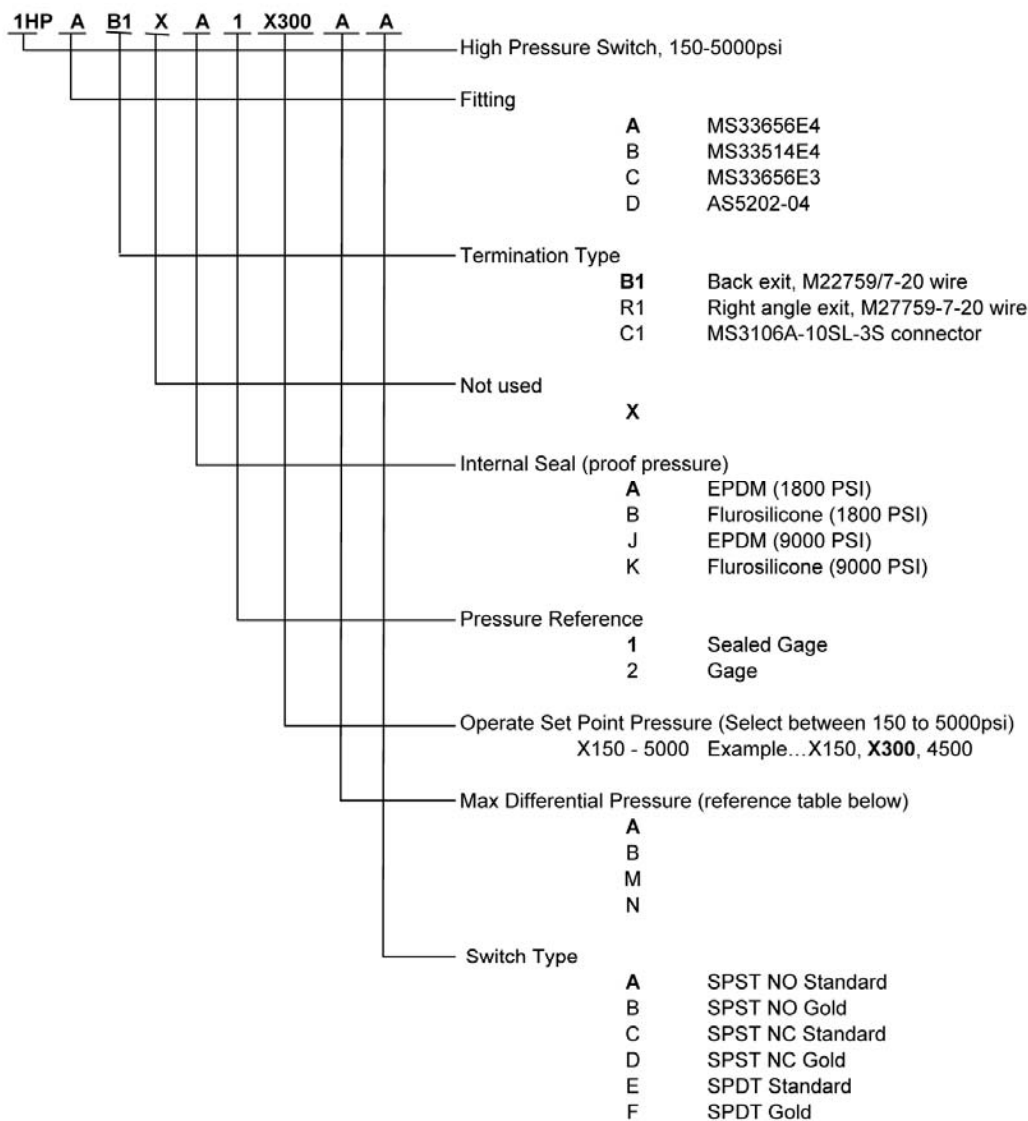 1HP A B1 X A 1 X300 A A
High Pressure Switch, 150-5000psi
Fitting
A MS33656E4
B MS33514E4
C MS33656E3
D AS5202-04
Termination Type
B1 Back exit, M22759/7-20 wire
R1 Right angle exit, M27759-7-20 wire
C1 MS3106A-10SL-3S connector
Not used
X
Internal Seal (proof pressure)
A EPDM (1800 PSI)
B Flurosilicone (1800 PSI)
J EPDM (9000 PSI)
K Flurosilicone (9000 PSI)
Pressure Reference
1 Sealed Gage
2 Gage
Operate Set Point Pressure (Select between 150 to 5000psi)
X150 - 5000 Example…X150, X300, 4500
Max Differential Pressure (reference table below)
A
B
M
N
Switch Type
A SPST NO Standard
B SPST NO Gold
C SPST NC Standard
D SPST NC Gold
E SPDT Standard
F SPDT Gold